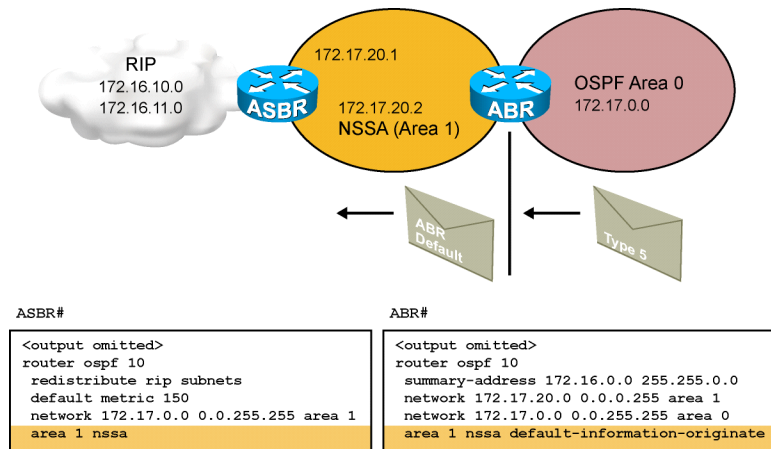 RIP
172.16.10.0
172.16.11.0
ASBR
172.17.20.1
172.17.20.2
NSSA (Area 1)
ABR
OSPF Area 0
172.17.0.0
ABR
Default
Type 5
ASBR#
<output omitted>
router ospf 10
redistribute rip subnets
default metric 150
network 172.17.0.0 0.0.255.255 area 1
area 1 nssa
ABR#
<output omitted>
router ospf 10
summary-address 172.16.0.0 255.255.0.0
network 172.17.20.0 0.0.0.255 area 1
network 172.17.0.0 0.0.255.255 area 0
area 1 nssa default-information-originate